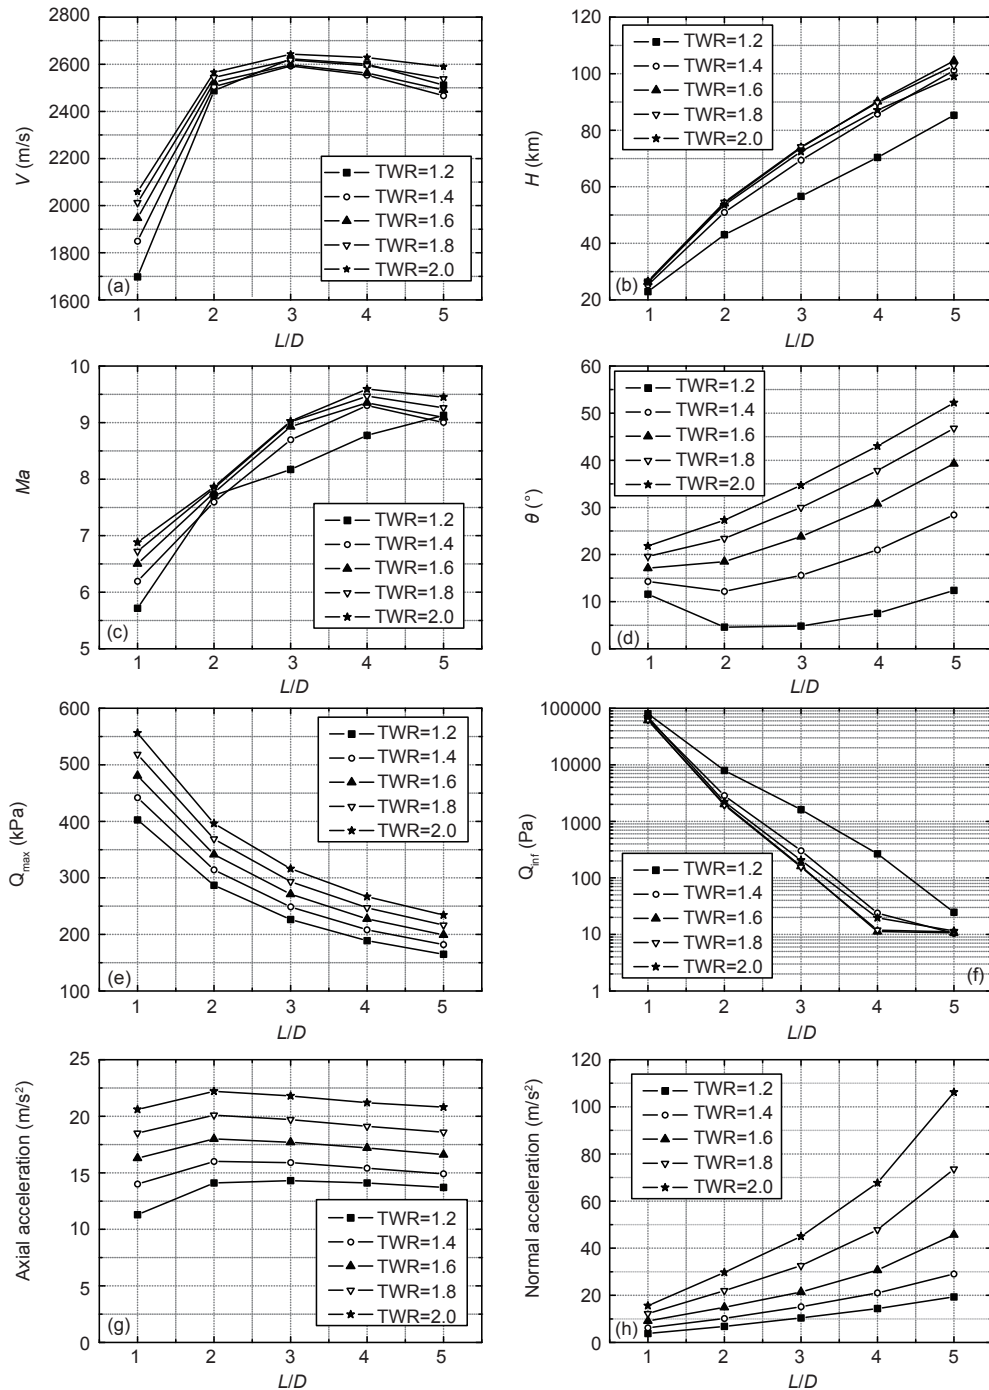 2800
2600
2400
2200
2000
1800
1600
V (m/s)
TWR=1.2
TWR=1.4
TWR=1.6
TWR=1.8
TWR=2.0
(a)
1 2 3 4 5
L/D
120
100
80
60
40
20
H (km)
TWR=1.2
TWR=1.4
TWR=1.6
TWR=1.8
TWR=2.0
(b)
1 2 3 4 5
L/D
10
9
8
7
6
5
Ma
TWR=1.2
TWR=1.4
TWR=1.6
TWR=1.8
TWR=2.0
(c)
1 2 3 4 5
L/D
60
50
40
30
20
10
0
θ (°)
TWR=1.2
TWR=1.4
TWR=1.6
TWR=1.8
TWR=2.0
(d)
1 2 3 4 5
L/D
600
500
400
300
200
100
Qmax (kPa)
TWR=1.2
TWR=1.4
TWR=1.6
TWR=1.8
TWR=2.0
(e)
1 2 3 4 5
L/D
100000
10000
1000
100
10
1
Qinf (Pa)
TWR=1.2
TWR=1.4
TWR=1.6
TWR=1.8
TWR=2.0
(f)
1 2 3 4 5
L/D
25
20
15
10
5
0
Axial acceleration (m/s²)
TWR=1.2
TWR=1.4
TWR=1.6
TWR=1.8
TWR=2.0
(g)
1 2 3 4 5
L/D
120
100
80
60
40
20
0
Normal acceleration (m/s²)
TWR=1.2
TWR=1.4
TWR=1.6
TWR=1.8
TWR=2.0
(h)
1 2 3 4 5
L/D